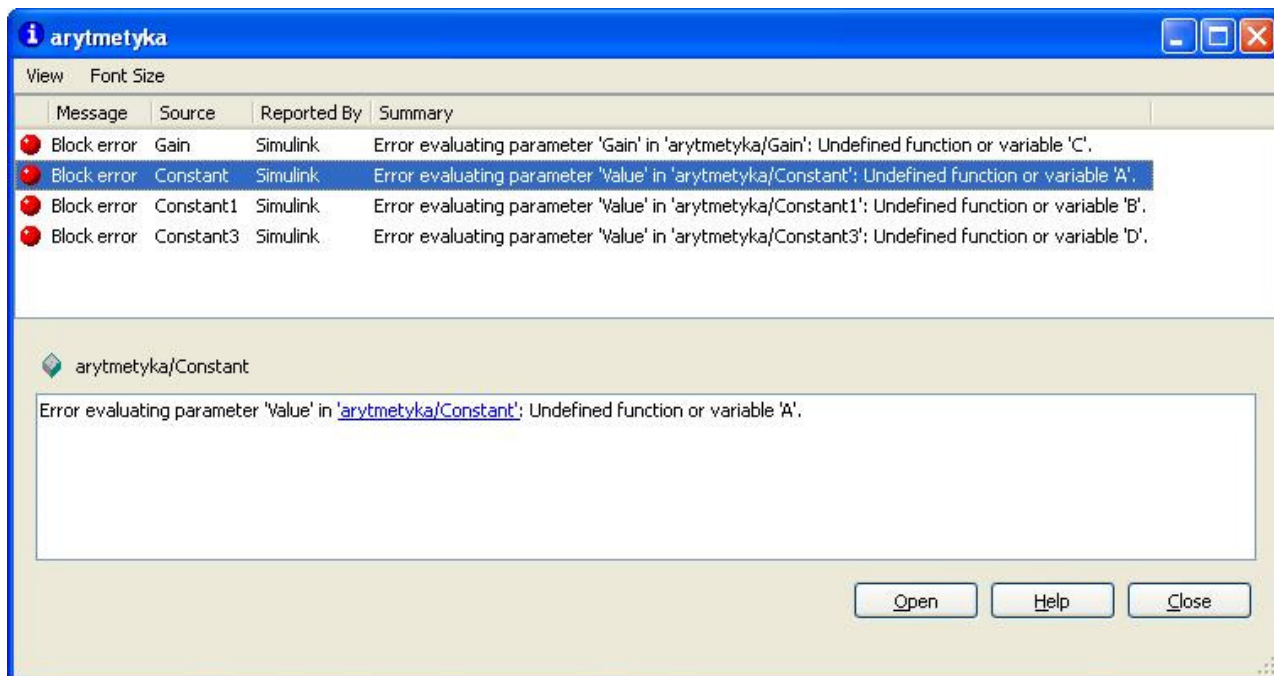 arytmetyka
View Font Size
Message Source Reported By Summary
Block error Gain Simulink Error evaluating parameter 'Gain' in 'arytmetyka/Gain': Undefined function or variable 'C'.
Block error Constant Simulink Error evaluating parameter 'Value' in 'arytmetyka/Constant': Undefined function or variable 'A'.
Block error Constant1 Simulink Error evaluating parameter 'Value' in 'arytmetyka/Constant1': Undefined function or variable 'B'.
Block error Constant3 Simulink Error evaluating parameter 'Value' in 'arytmetyka/Constant3': Undefined function or variable 'D'.
arytmetyka/Constant
Error evaluating parameter 'Value' in 'arytmetyka/Constant': Undefined function or variable 'A'.
Open Help Close